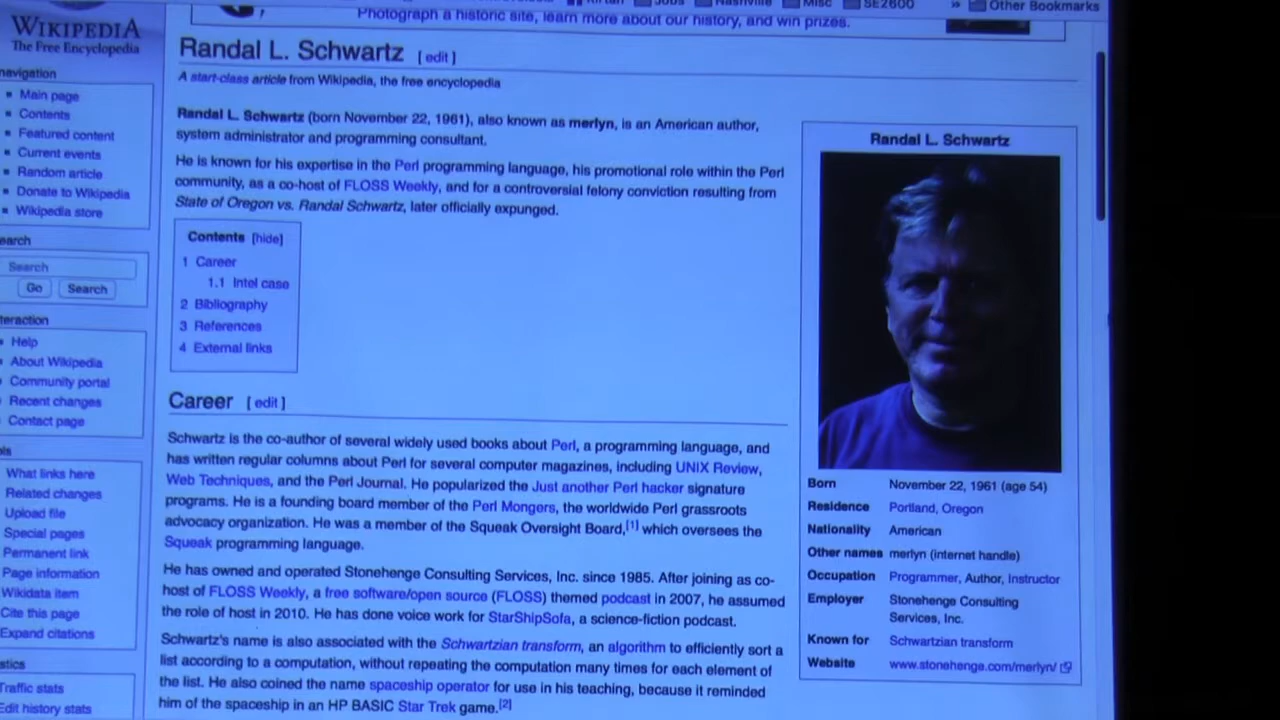 Kirtan Jobs Nashville Misc SE2600 » Other Bookmarks
Photograph a historic site, learn more about our history, and win prizes.
WIKIPEDIA
The Free Encyclopedia
navigation
Main page
Contents
Featured content
Current events
Random article
Donate to Wikipedia
Wikipedia store
earch
Search
Go Search
teraction
Help
About Wikipedia
Community portal
Recent changes
Contact page
ols
What links here
Related changes
Upload file
Special pages
Permanent link
Page information
Wikidata item
Cite this page
Expand citations
stics
Traffic stats
Edit history stats
Randal L. Schwartz [ edit ]
A start-class article from Wikipedia, the free encyclopedia
Randal L. Schwartz (born November 22, 1961), also known as merlyn, is an American author,
system administrator and programming consultant.
He is known for his expertise in the Perl programming language, his promotional role within the Perl
community, as a co-host of FLOSS Weekly, and for a controversial felony conviction resulting from
State of Oregon vs. Randal Schwartz, later officially expunged.
Contents [hide]
1 Career
1.1 Intel case
2 Bibliography
3 References
4 External links
Career [ edit ]
Schwartz is the co-author of several widely used books about Perl, a programming language, and
has written regular columns about Perl for several computer magazines, including UNIX Review,
Web Techniques, and the Perl Journal. He popularized the Just another Perl hacker signature
programs. He is a founding board member of the Perl Mongers, the worldwide Perl grassroots
advocacy organization. He was a member of the Squeak Oversight Board,[1] which oversees the
Squeak programming language.
He has owned and operated Stonehenge Consulting Services, Inc. since 1985. After joining as co-
host of FLOSS Weekly, a free software/open source (FLOSS) themed podcast in 2007, he assumed
the role of host in 2010. He has done voice work for StarShipSofa, a science-fiction podcast.
Schwartz's name is also associated with the Schwartzian transform, an algorithm to efficiently sort a
list according to a computation, without repeating the computation many times for each element of
the list. He also coined the name spaceship operator for use in his teaching, because it reminded
him of the spaceship in an HP BASIC Star Trek game.[2]
Randal L. Schwartz
Born November 22, 1961 (age 54)
Residence Portland, Oregon
Nationality American
Other names merlyn (internet handle)
Occupation Programmer, Author, Instructor
Employer Stonehenge Consulting
Services, Inc.
Known for Schwartzian transform
Website www.stonehenge.com/merlyn/